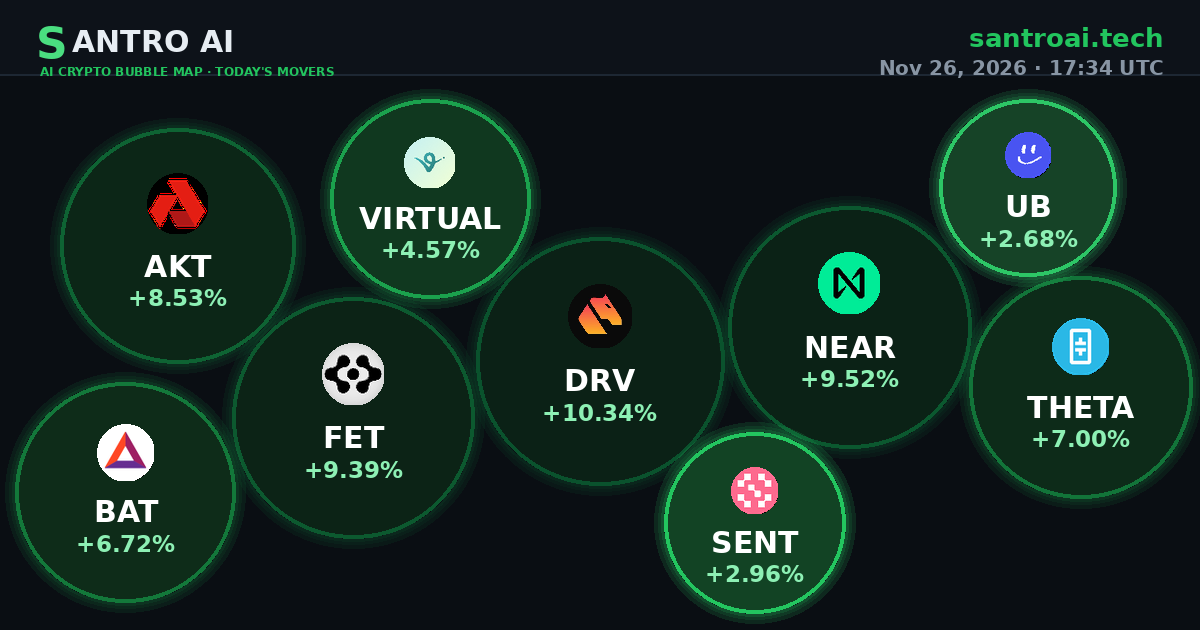 SANTRO AI
AI CRYPTO BUBBLE MAP · TODAY'S MOVERS
santroai.tech
Nov 26, 2026 · 17:34 UTC
AKT
+8.53%
VIRTUAL
+4.57%
UB
+2.68%
DRV
+10.34%
NEAR
+9.52%
THETA
+7.00%
FET
+9.39%
BAT
+6.72%
SENT
+2.96%